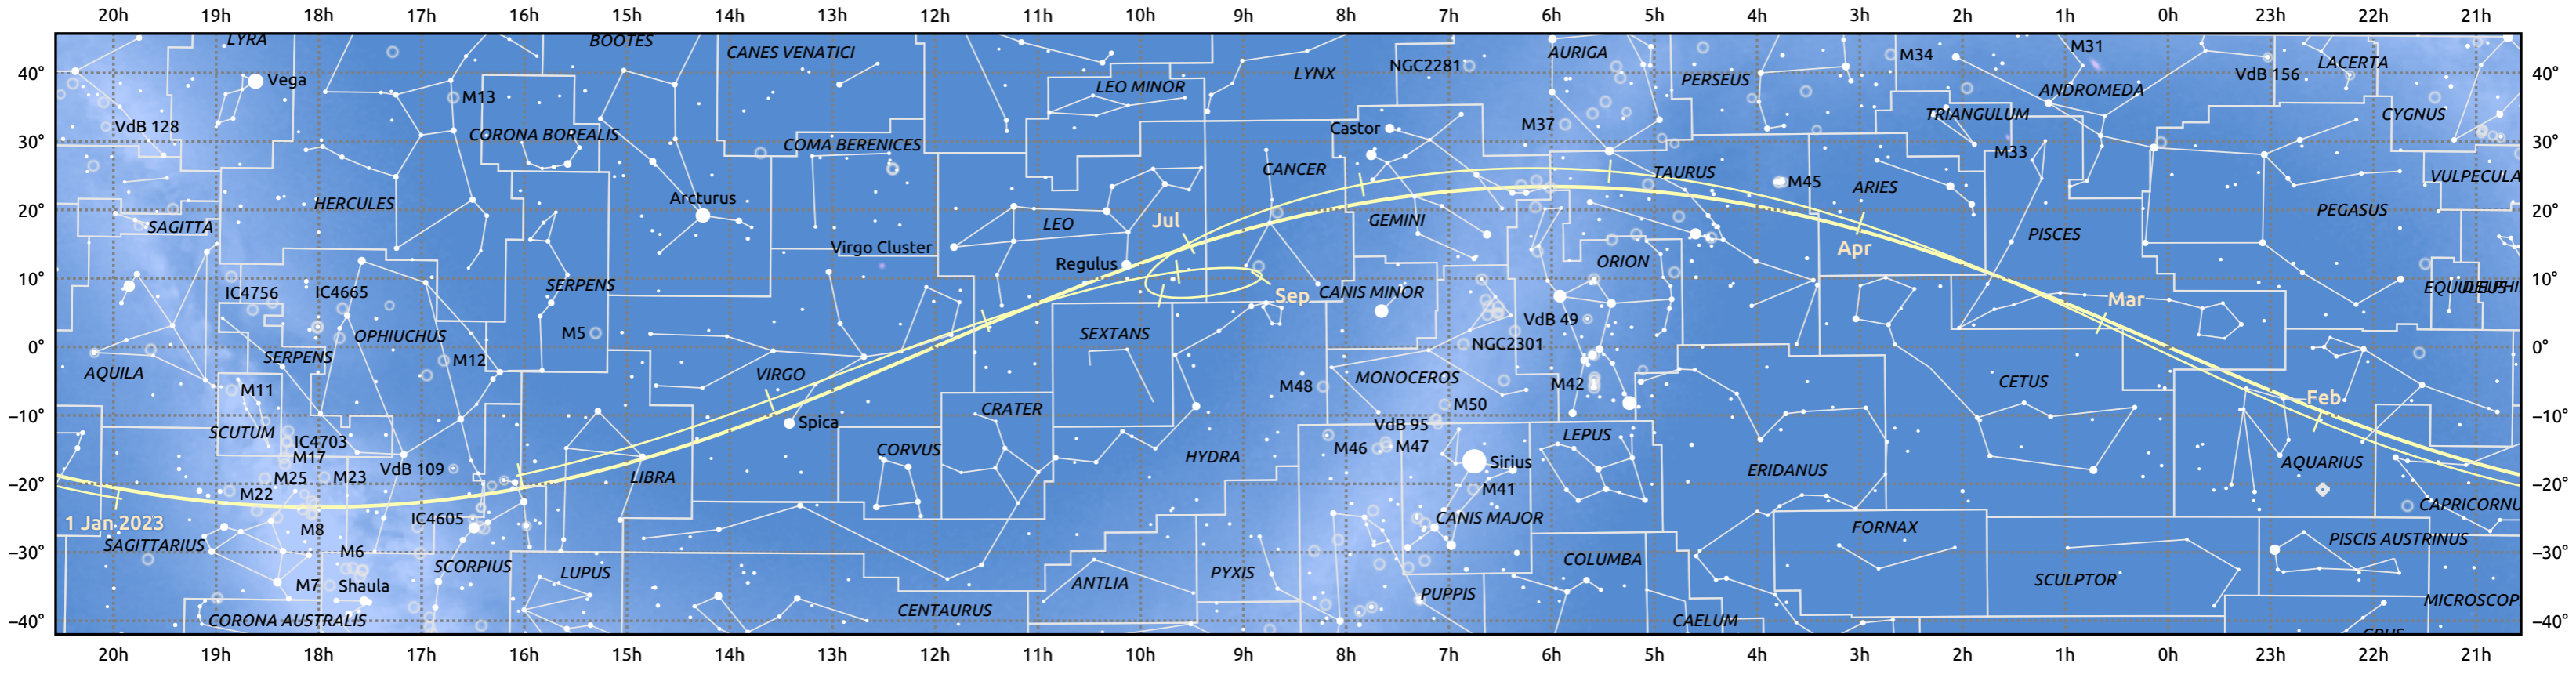 20h 19h 18h 17h 16h 15h 14h 13h 12h 11h 10h 9h 8h 7h 6h 5h 4h 3h 2h 1h 0h 23h 22h 21h
LYRA BOOTES CANES VENATICI AURIGA M31
M34 LACERTA
NGC2281
40° Vega LYNX PERSEUS VdB 156 40°
LEO MINOR ANDROMEDA
M13
TRIANGULUM CYGNUS
VdB 128 CORONA BOREALIS Castor M37
30° COMA BERENICES M33 30°
CANCER TAURUS VULPECULA
M45 ARIES
HERCULES Arcturus
20° Jul GEMINI PEGASUS 20°
SAGITTA LEO PISCES
Virgo Cluster Apr
Regulus ORION
10° SERPENS 10°
IC4756 IC4665 Sep CANIS MINOR Mar EQUULEUS
VdB 49
OPHIUCHUS M5 SEXTANS NGC2301
0° SERPENS M12 0°
AQUILA VIRGO MONOCEROS CETUS
M11 M48 M42
Feb
CRATER M50
−10° Spica VdB 95 −10°
SCUTUM IC4703 LEPUS
M17 CORVUS M46 M47
VdB 109 HYDRA Sirius ERIDANUS AQUARIUS
M25 M23 LIBRA
−20° M22 M41 −20°
CAPRICORNU
1 Jan 2023 IC4605 CANIS MAJOR FORNAX
M8
SAGITTARIUS M6 PISCIS AUSTRINUS
−30° COLUMBA −30°
SCORPIUS LUPUS PYXIS
M7 Shaula ANTLIA SCULPTOR
PUPPIS MICROSCOP
CENTAURUS
−40° CORONA AUSTRALIS CAELUM −40°
20h 19h 18h 17h 16h 15h 14h 13h 12h 11h 10h 9h 8h 7h 6h 5h 4h 3h 2h 1h 0h 23h 22h 21h